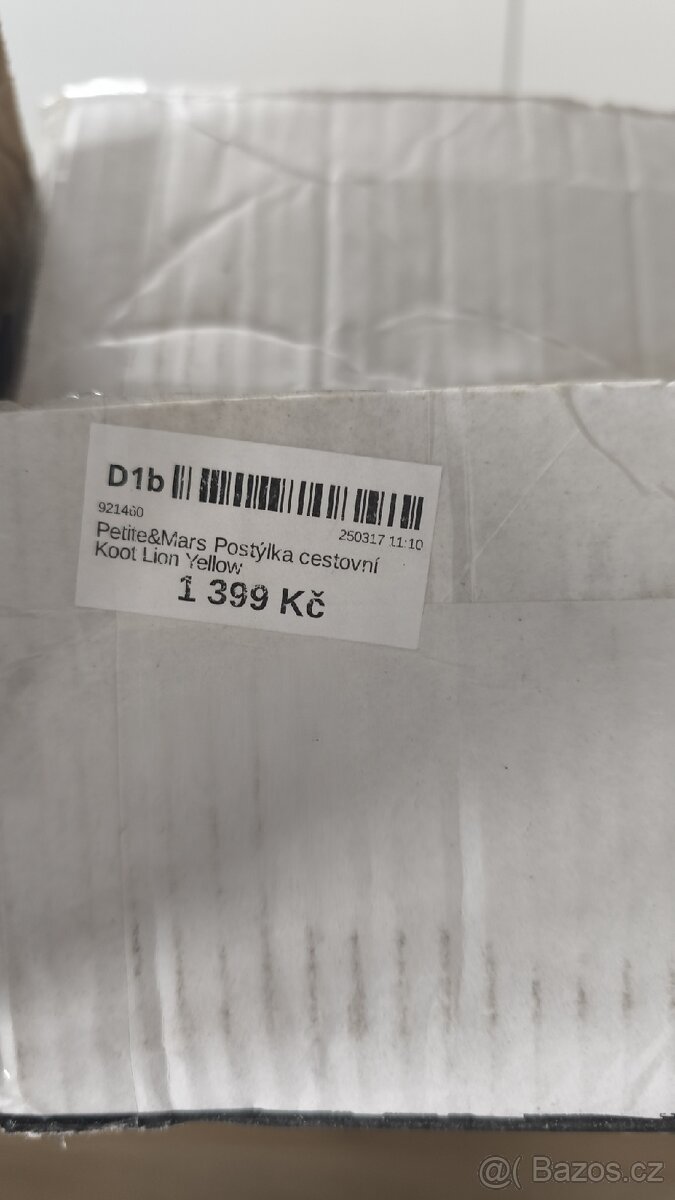 D1b
921460
250317 11:10
Petite&Mars Postýlka cestovní
Koot Lion Yellow
1 399 Kč
@( Bazos.cz